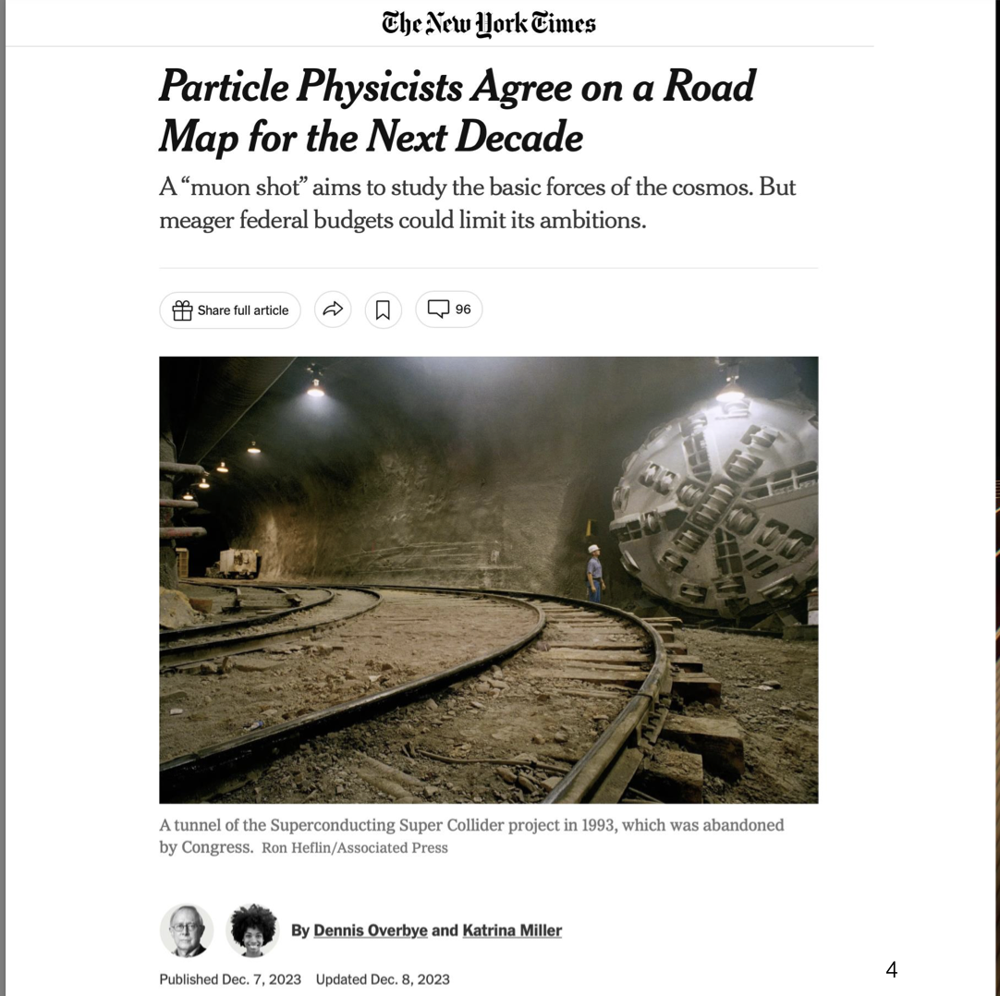 The New York Times
Particle Physicists Agree on a Road
Map for the Next Decade
A “muon shot” aims to study the basic forces of the cosmos. But
meager federal budgets could limit its ambitions.
Share full article
96
A tunnel of the Superconducting Super Collider project in 1993, which was abandoned
by Congress. Ron Heflin/Associated Press
By Dennis Overbye and Katrina Miller
Published Dec. 7, 2023 Updated Dec. 8, 2023
4